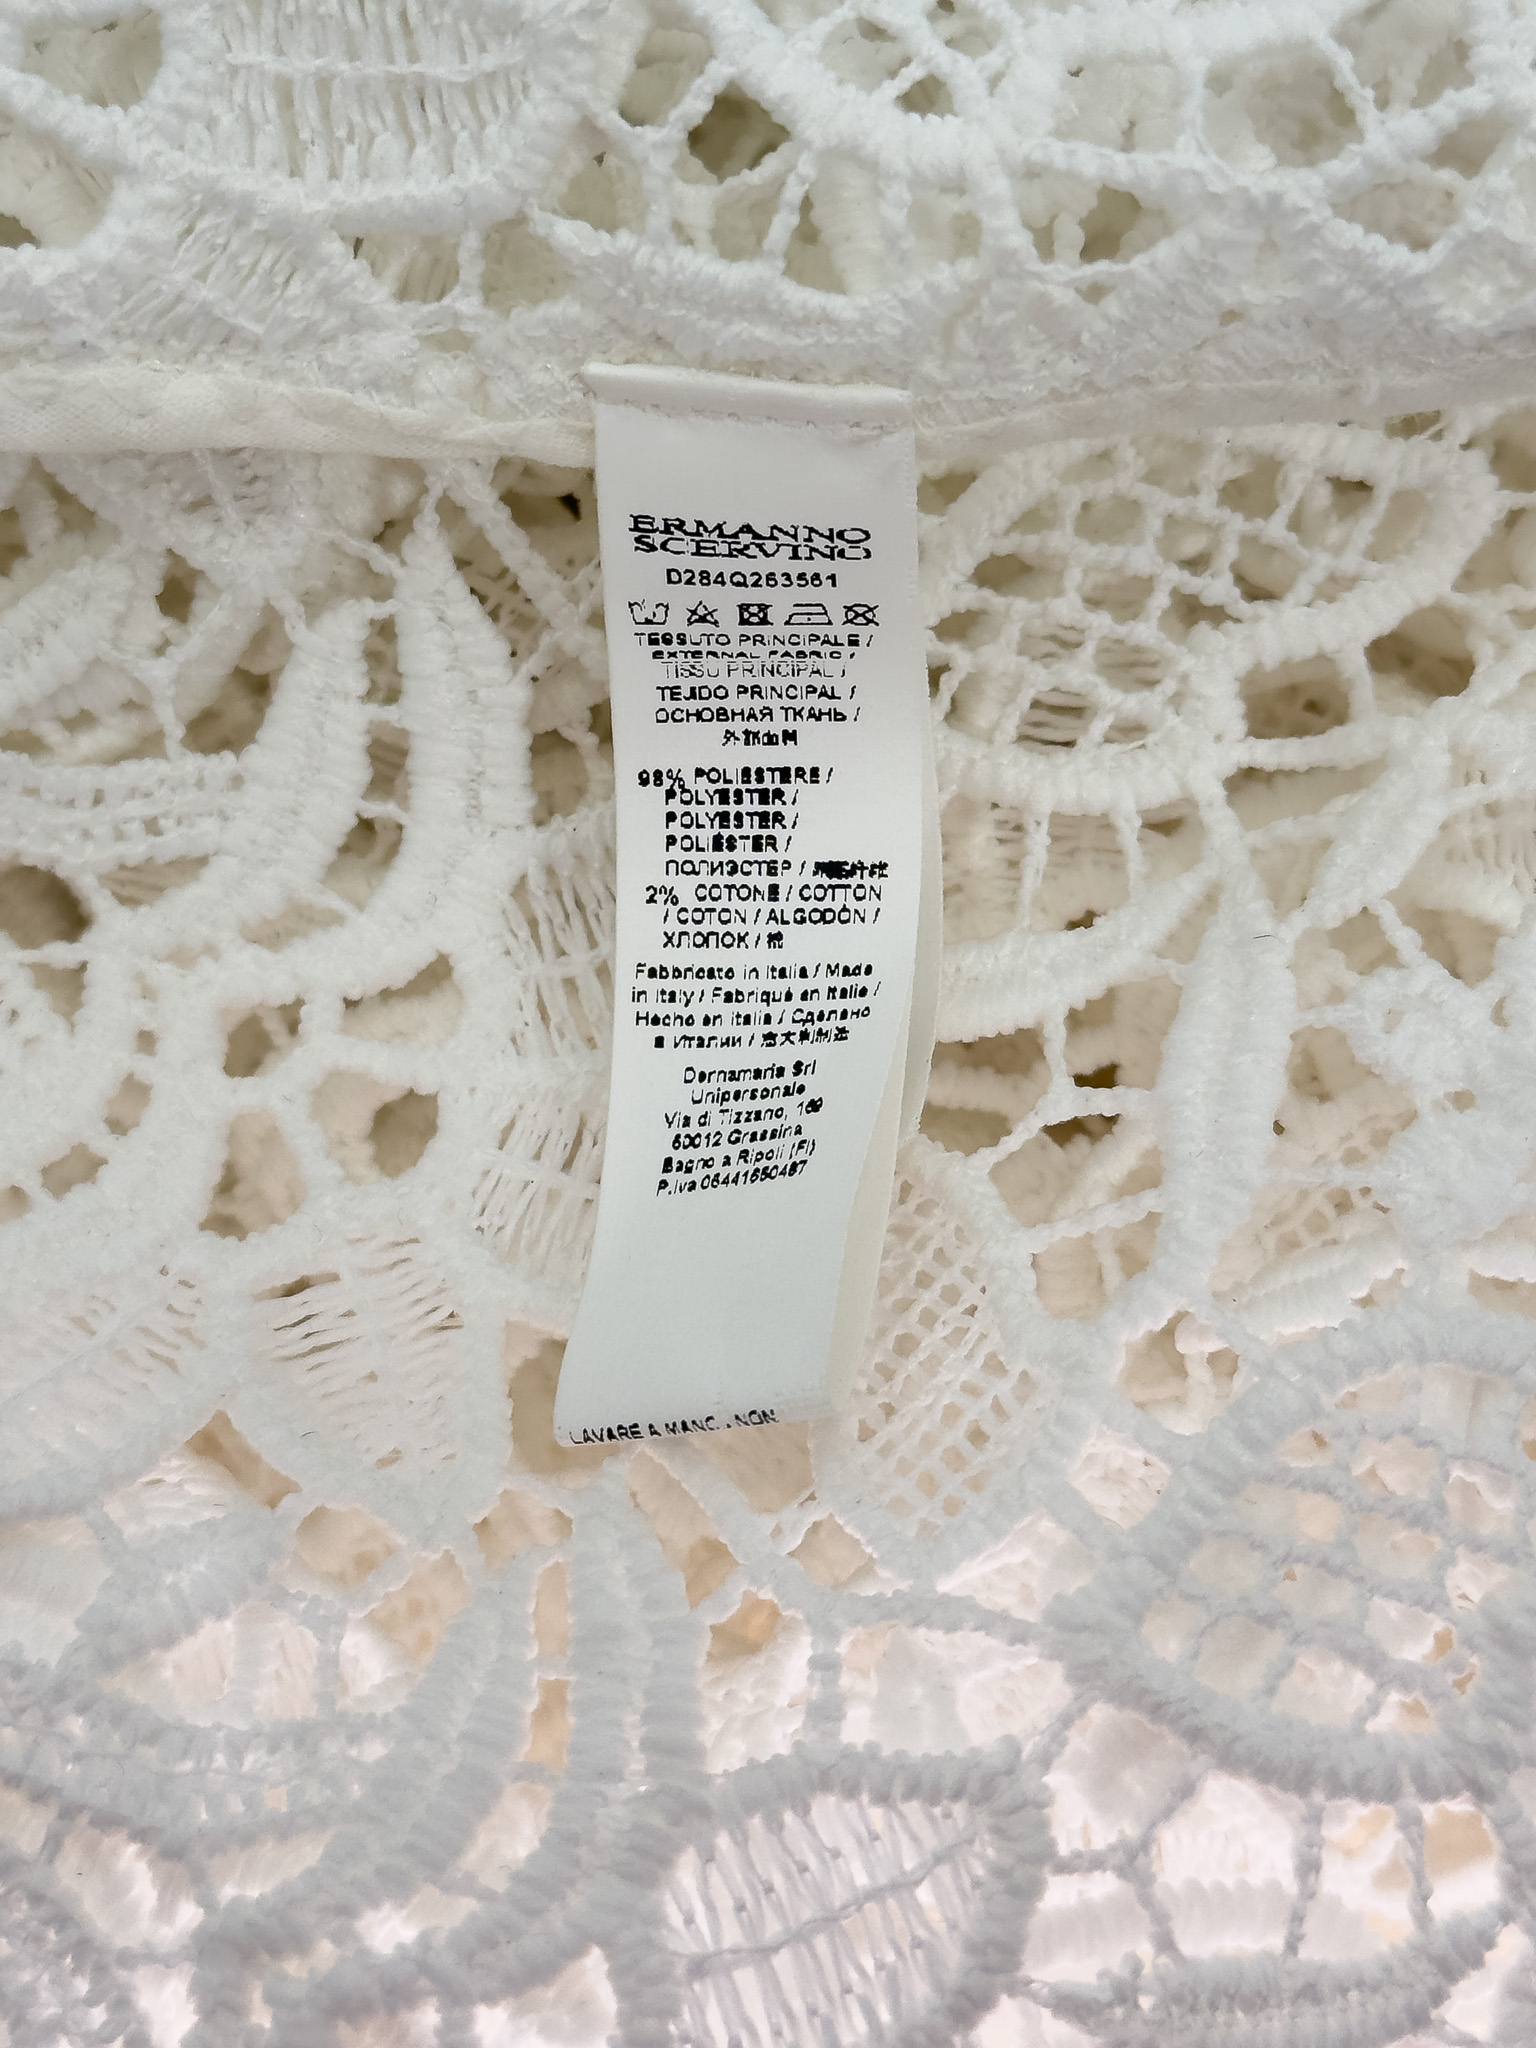 ERMANNO
SCERVINO
D284Q263561
TESSUTO PRINCIPALE /
EXTERNAL FABRIC /
TISSU PRINCIPAL /
TEJIDO PRINCIPAL /
ОСНОВНАЯ ТКАНЬ /
98% POLIESTERE /
POLYESTER /
POLYESTER /
POLIÉSTER /
ПОЛИЭСТЕР /
2% COTONE / COTTON
/ COTON / ALGODÓN /
ХЛОПОК / 棉
Fabbricato in Italia / Made
in Italy / Fabriqué en Italie /
Hecho en Italia / Сделано
в Италии / 意大利制造
Dernamaria Srl
Unipersonale
Via di Tizzano, 169
50012 Grassina
Bagno a Ripoli (FI)
P.Iva 06441650487
LAVARE A MANO. NON